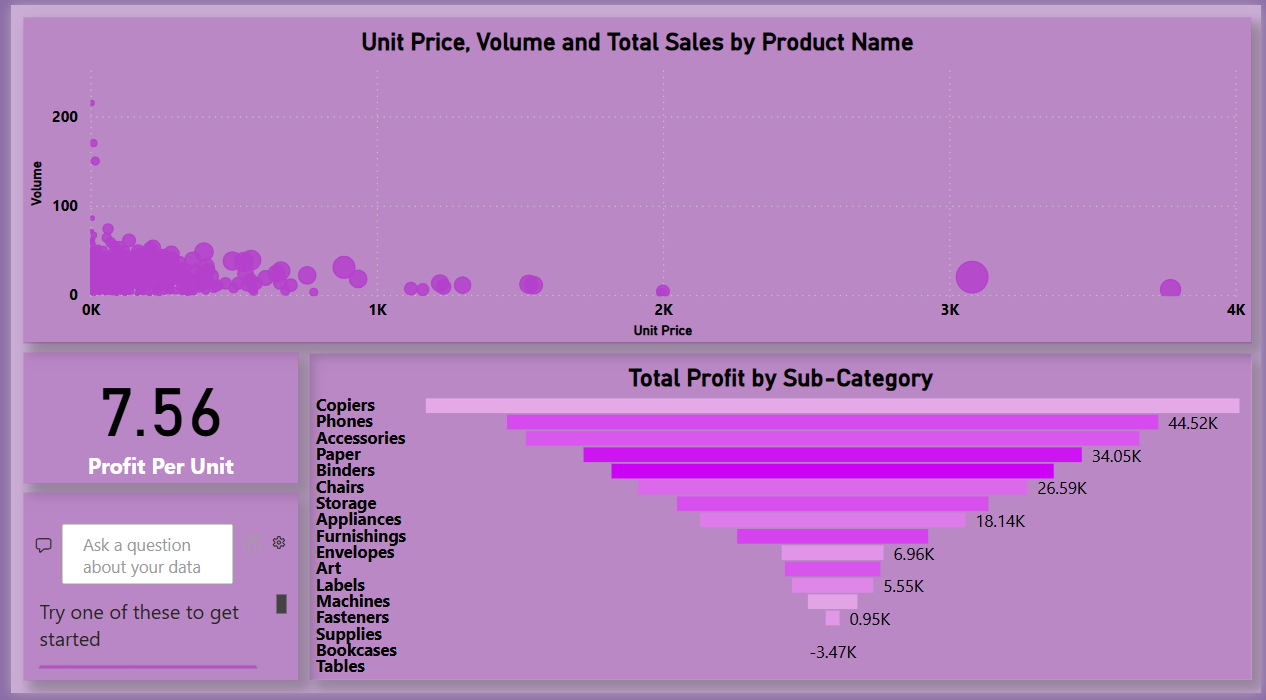 Unit Price, Volume and Total Sales by Product Name
Volume
200
100
0
0K
1K
2K
3K
4K
Unit Price
7.56
Profit Per Unit
Ask a question
about your data
Try one of these to get
started
Total Profit by Sub-Category
Copiers
Phones 44.52K
Accessories
Paper 34.05K
Binders
Chairs 26.59K
Storage
Appliances 18.14K
Furnishings
Envelopes 6.96K
Art
Labels 5.55K
Machines
Fasteners 0.95K
Supplies
Bookcases -3.47K
Tables